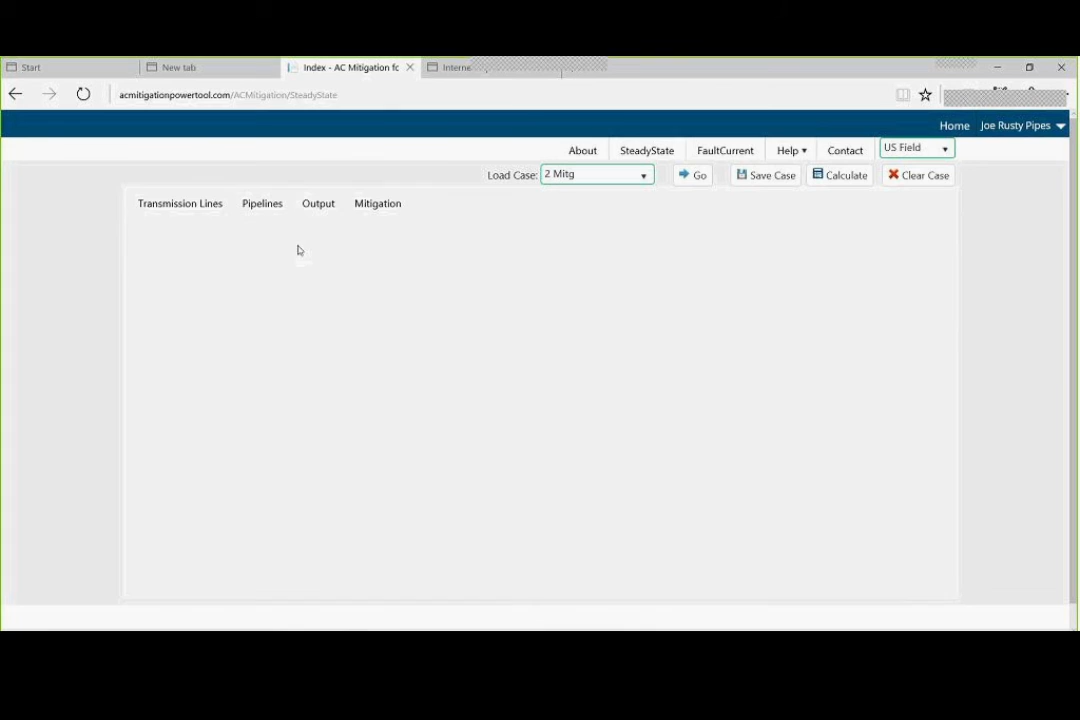 Start
New tab
Index - AC Mitigation fc
Interne
acmitigationpowertool.com/ACMitigation/SteadyState
Home
Joe Rusty Pipes
About
SteadyState
FaultCurrent
Help
Contact
US Field
Load Case:
2 Mitg
Go
Save Case
Calculate
Clear Case
Transmission Lines
Pipelines
Output
Mitigation